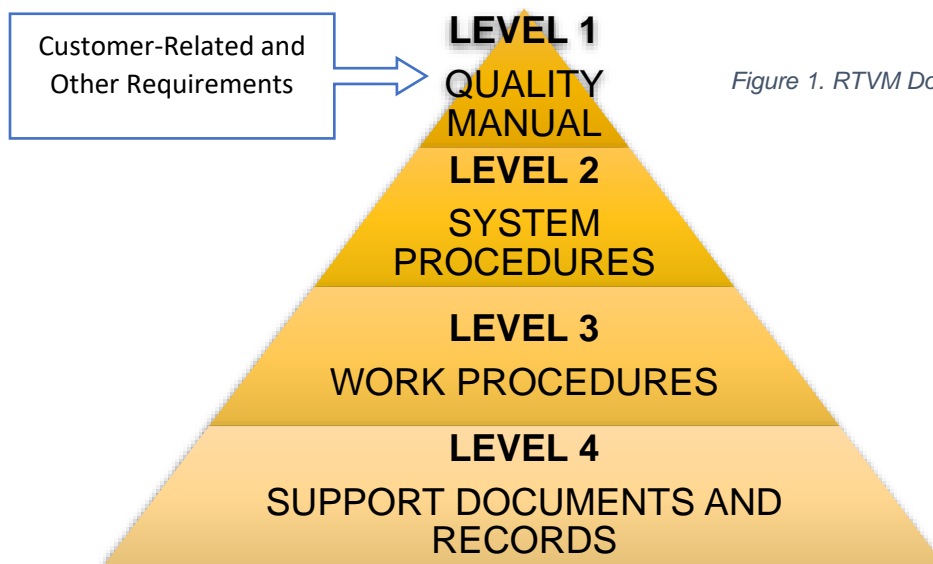 Customer-Related and
Other Requirements
LEVEL 1
QUALITY
MANUAL
Figure 1. RTVM Do
LEVEL 2
SYSTEM
PROCEDURES
LEVEL 3
WORK PROCEDURES
LEVEL 4
SUPPORT DOCUMENTS AND
RECORDS